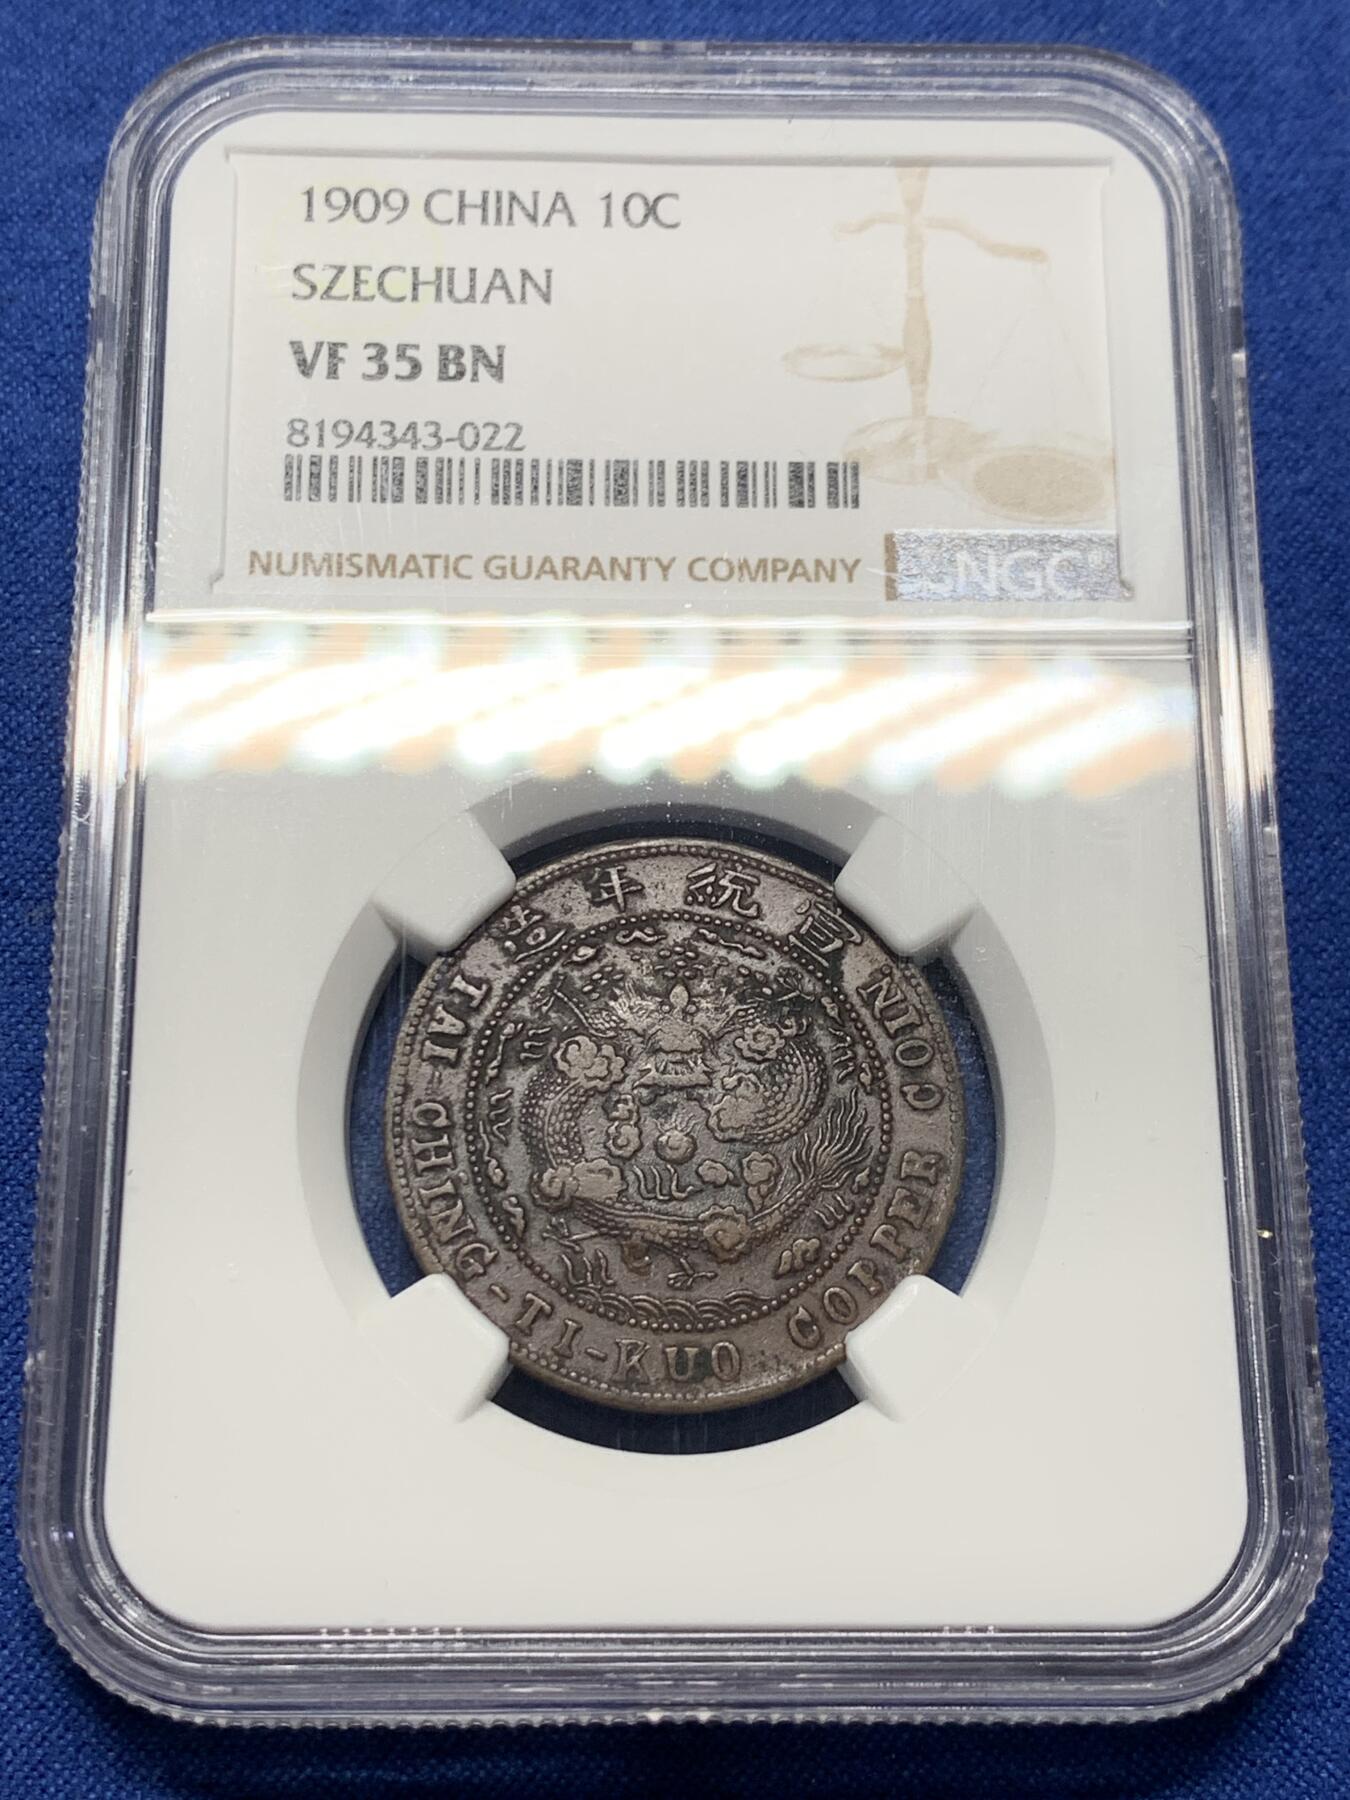 1909 CHINA 10C
SZECHUAN
VF 35 BN
8194343-022
NUMISMATIC GUARANTY COMPANY
NGC
造年統宣
TAI-CHING-TI-KUO COPPER COIN